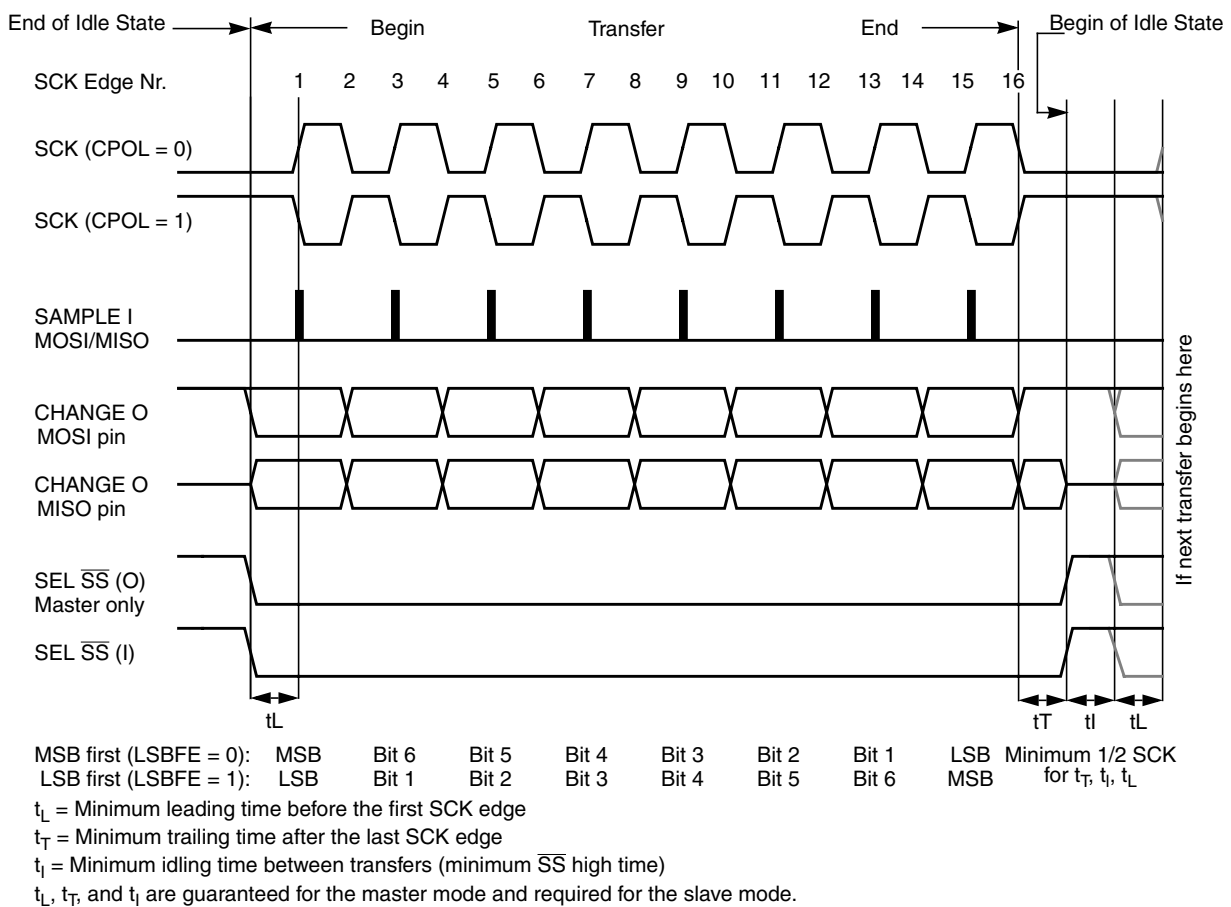 End of Idle State Begin Transfer End Begin of Idle State
SCK Edge Nr. 1 2 3 4 5 6 7 8 9 10 11 12 13 14 15 16
SCK (CPOL = 0)
SCK (CPOL = 1)
SAMPLE I
MOSI/MISO
CHANGE O
MOSI pin
CHANGE O
MISO pin
SEL S̅S̅ (O)
Master only
SEL S̅S̅ (I)
If next transfer begins here
tL tT tI tL
MSB first (LSBFE = 0): MSB Bit 6 Bit 5 Bit 4 Bit 3 Bit 2 Bit 1 LSB Minimum 1/2 SCK
LSB first (LSBFE = 1): LSB Bit 1 Bit 2 Bit 3 Bit 4 Bit 5 Bit 6 MSB for tT, tI, tL
tL = Minimum leading time before the first SCK edge
tT = Minimum trailing time after the last SCK edge
tI = Minimum idling time between transfers (minimum S̅S̅ high time)
tL, tT, and tI are guaranteed for the master mode and required for the slave mode.